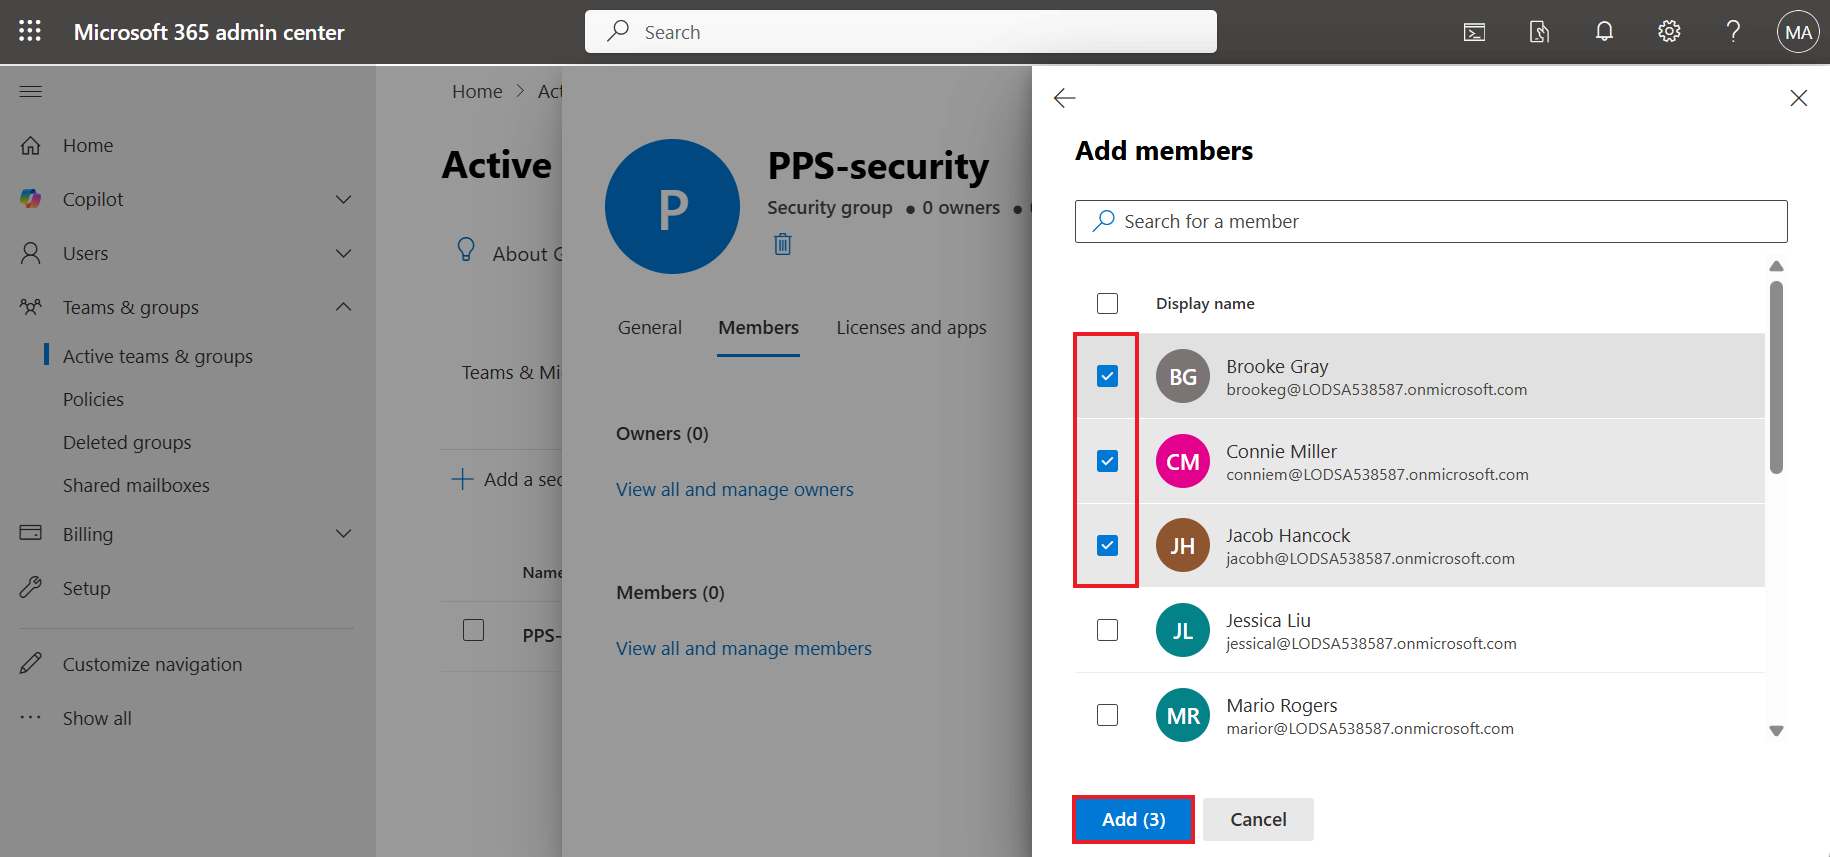 Microsoft 365 admin center
Search
MA
Home
Copilot
Users
Teams & groups
Active teams & groups
Policies
Deleted groups
Shared mailboxes
Billing
Setup
Customize navigation
Show all
Home > Act
Active
About G
Teams & Mi
Add a sec
Name
PPS-
P
PPS-security
Security group ● 0 owners ●
General Members Licenses and apps
Owners (0)
View all and manage owners
Members (0)
View all and manage members
Add members
Search for a member
Display name
BG
Brooke Gray
brookeg@LODSA538587.onmicrosoft.com
CM
Connie Miller
conniem@LODSA538587.onmicrosoft.com
JH
Jacob Hancock
jacobh@LODSA538587.onmicrosoft.com
JL
Jessica Liu
jessical@LODSA538587.onmicrosoft.com
MR
Mario Rogers
marior@LODSA538587.onmicrosoft.com
Add (3)
Cancel